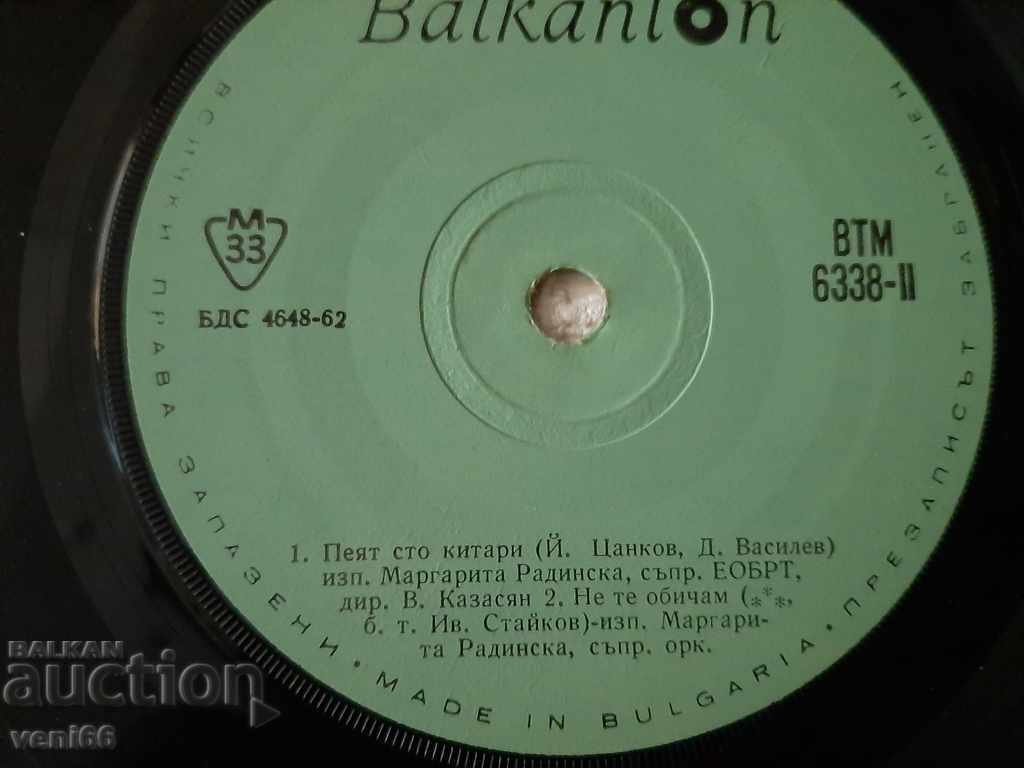 Balkanton
ВСИЧКИ ПРАВА ЗАПАЗЕНИ • MADE IN BULGARIA • ПРЕЗАПИСЪТ ЗАБРАНЕН
М
33
БДС 4648-62
ВТМ
6338-II
1. Пеят сто китари (Й. Цанков, Д. Василев)
изп. Маргарита Радинска, съпр. ЕОБРТ,
дир. В. Казасян 2. Не те обичам (***,
б. т. Ив. Стайков)-изп. Маргари-
та Радинска, съпр. орк.
BALKAN
auction
veni66